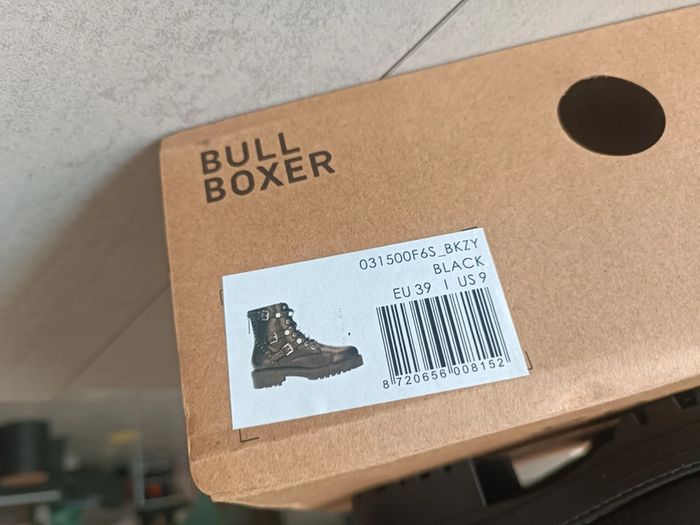 BULL
BOXER
031500F6S_BKZY
BLACK
EU 39 | US 9
8 720656 008152